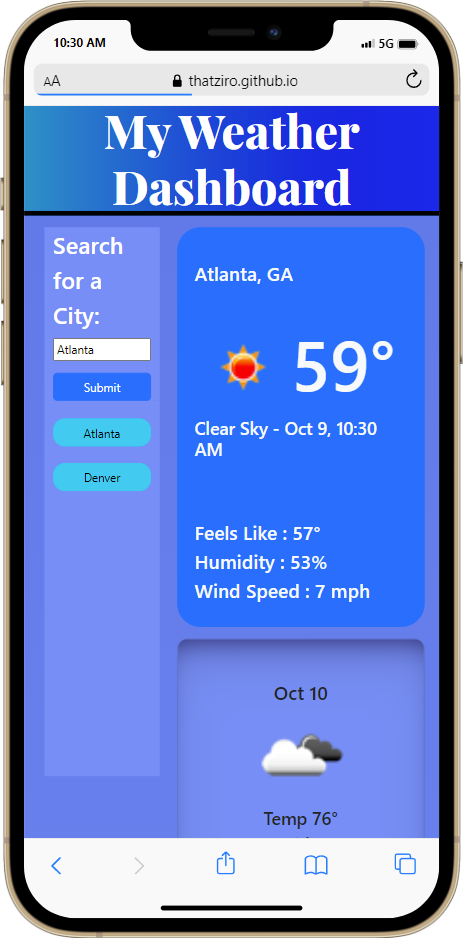 10:30 AM
5G
AA
thatziro.github.io
My Weather
Dashboard
Search
for a
City:
Atlanta
Submit
Atlanta
Denver
Atlanta, GA
59°
Clear Sky - Oct 9, 10:30
AM
Feels Like : 57°
Humidity : 53%
Wind Speed : 7 mph
Oct 10
Temp 76°